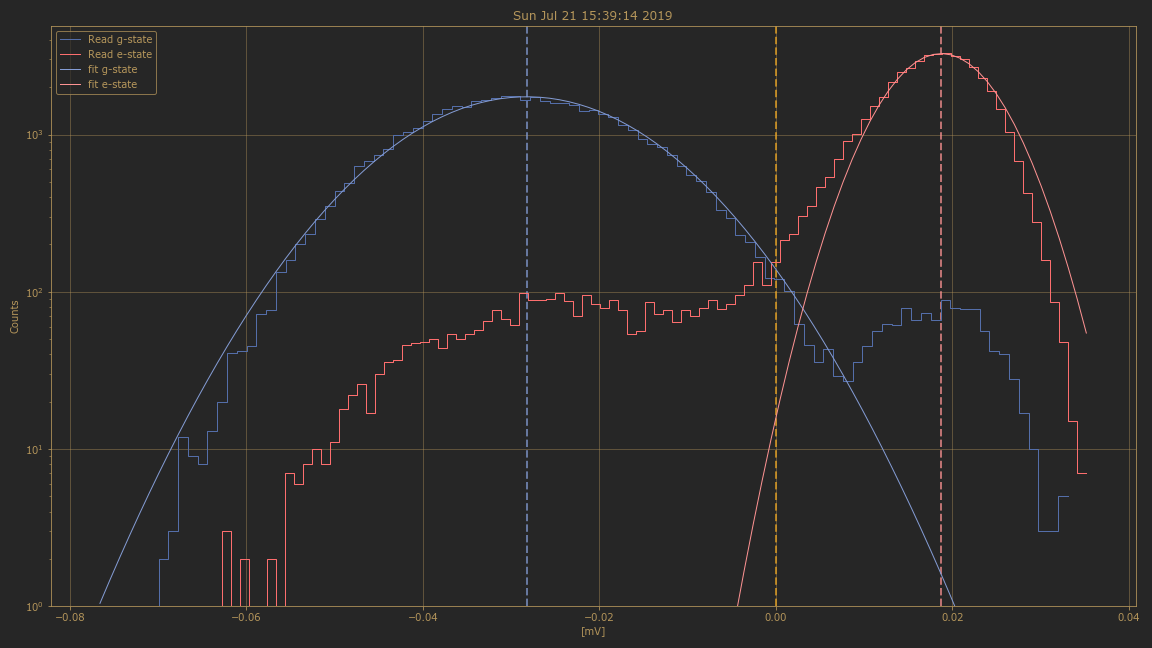 Sun Jul 21 15:39:14 2019
Read g-state
Read e-state
fit g-state
fit e-state
Counts
10³
10²
10¹
10⁰
−0.08 −0.06 −0.04 −0.02 0.00 0.02 0.04
[mV]